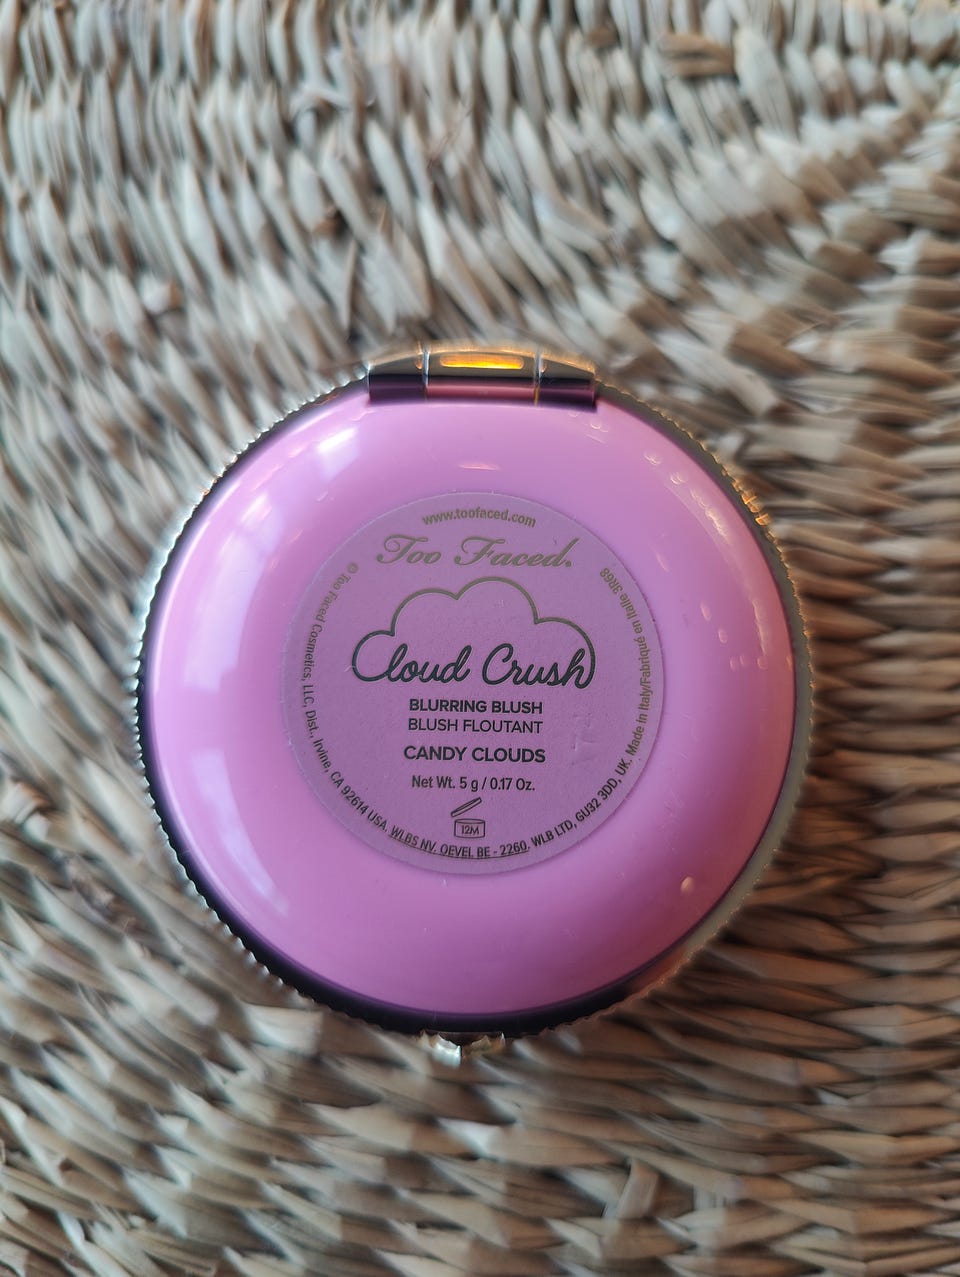 www.toofaced.com
Too Faced.
Cloud Crush
BLURRING BLUSH
BLUSH FLOUTANT
CANDY CLOUDS
Net Wt. 5 g / 0.17 Oz.
12M
© Too Faced Cosmetics, LLC, Dist., Irvine, CA 92614 USA. WLBS NV. OEVEL BE - 2260. WLB LTD, GU32 3DD, UK. Made in Italy/Fabriqué en Italie 3R68